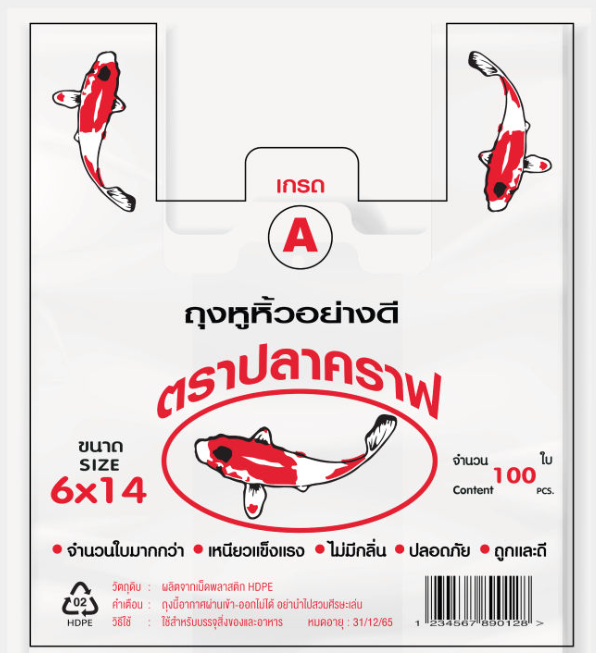 เกรด
A
ถุงหูหิ้วอย่างดี
ตราปลาคราฟ
ขนาด
SIZE
6x14
จำนวน 100 ใบ
Content PCS.
• จำนวนใบมากกว่า • เหนียวแข็งแรง • ไม่มีกลิ่น • ปลอดภัย • ถูกและดี
02
HDPE
วัตถุดิบ : ผลิตจากเม็ดพลาสติก HDPE
คำเตือน : ถุงนี้อากาศผ่านเข้า-ออกไม่ได้ อย่านำไปสวมศีรษะเล่น
วิธีใช้ : ใช้สำหรับบรรจุสิ่งของและอาหาร หมดอายุ : 31/12/65
1 234567 890128 >